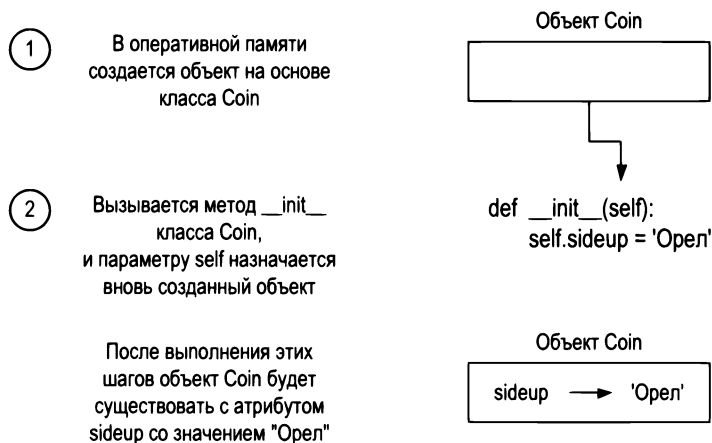 Объект Coin
1
В оперативной памяти
создается объект на основе
класса Coin
2
Вызывается метод __init__
класса Coin,
и параметру self назначается
вновь созданный объект
def __init__(self):
self.sideup = 'Орел'
После выполнения этих
шагов объект Coin будет
существовать с атрибутом
sideup со значением "Орел"
Объект Coin
sideup → 'Орел'